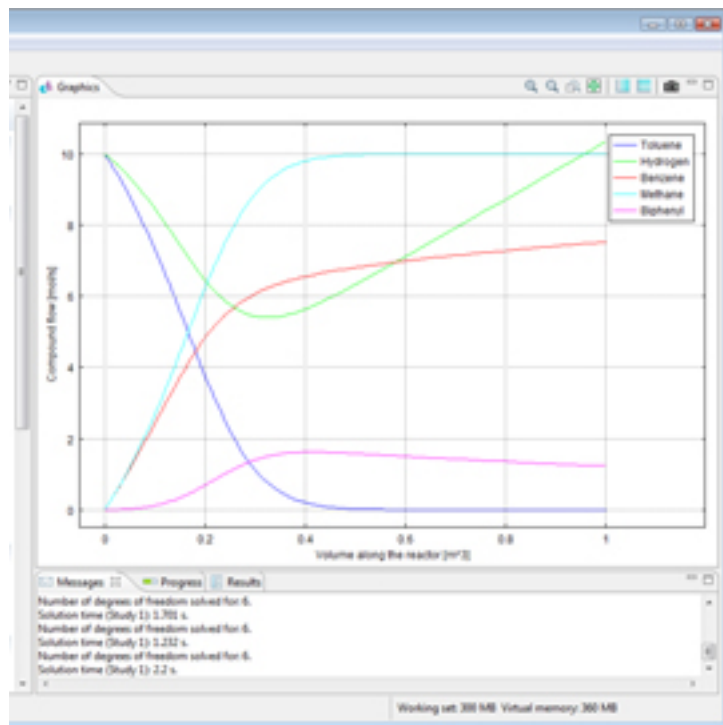 Graphics
Toluene
Hydrogen
Benzene
Methane
Biphenyl
10
8
6
4
2
0
Compound flow [mol/s]
0 0.2 0.4 0.6 0.8 1
Volume along the reactor [m^3]
Messages Progress Results
Number of degrees of freedom solved for: 6.
Solution time (Study 1): 1.701 s.
Number of degrees of freedom solved for: 6.
Solution time (Study 1): 1.232 s.
Number of degrees of freedom solved for: 6.
Solution time (Study 1): 2.2 s.
Working set: 300 MB Virtual memory: 360 MB